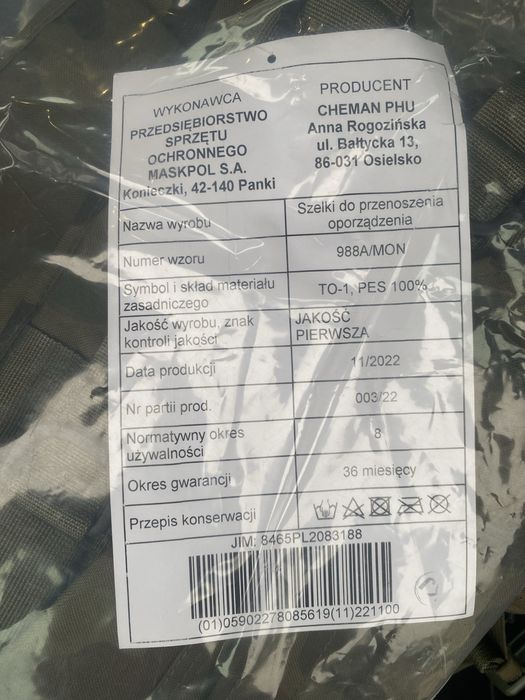 WYKONAWCA
PRZEDSIĘBIORSTWO
SPRZĘTU
OCHRONNEGO
MASKPOL S.A.
Konieczki, 42-140 Panki
PRODUCENT
CHEMAN PHU
Anna Rogozińska
ul. Bałtycka 13,
86-031 Osielsko
Nazwa wyrobu
Szelki do przenoszenia
oporządzenia
Numer wzoru
988A/MON
Symbol i skład materiału
zasadniczego
TO-1, PES 100%
Jakość wyrobu, znak
kontroli jakości
JAKOŚĆ
PIERWSZA
Data produkcji
11/2022
Nr partii prod.
003/22
Normatywny okres
używalności
8
Okres gwarancji
36 miesięcy
Przepis konserwacji
JIM: 8465PL2083188
(01)05902278085619(11)221100